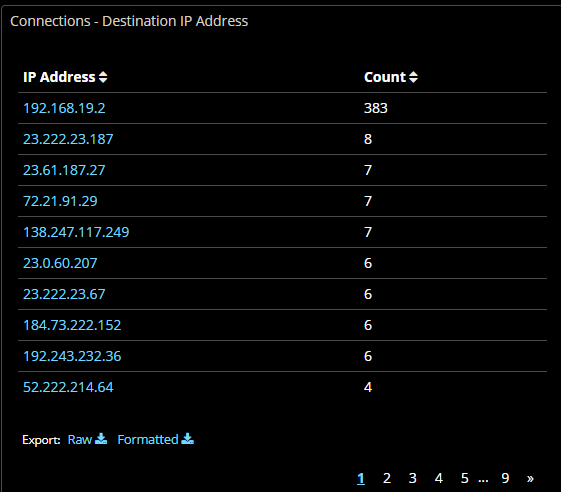 Connections - Destination IP Address
IP Address Count
192.168.19.2 383
23.222.23.187 8
23.61.187.27 7
72.21.91.29 7
138.247.117.249 7
23.0.60.207 6
23.222.23.67 6
184.73.222.152 6
192.243.232.36 6
52.222.214.64 4
Export: Raw Formatted
1 2 3 4 5 ... 9 »